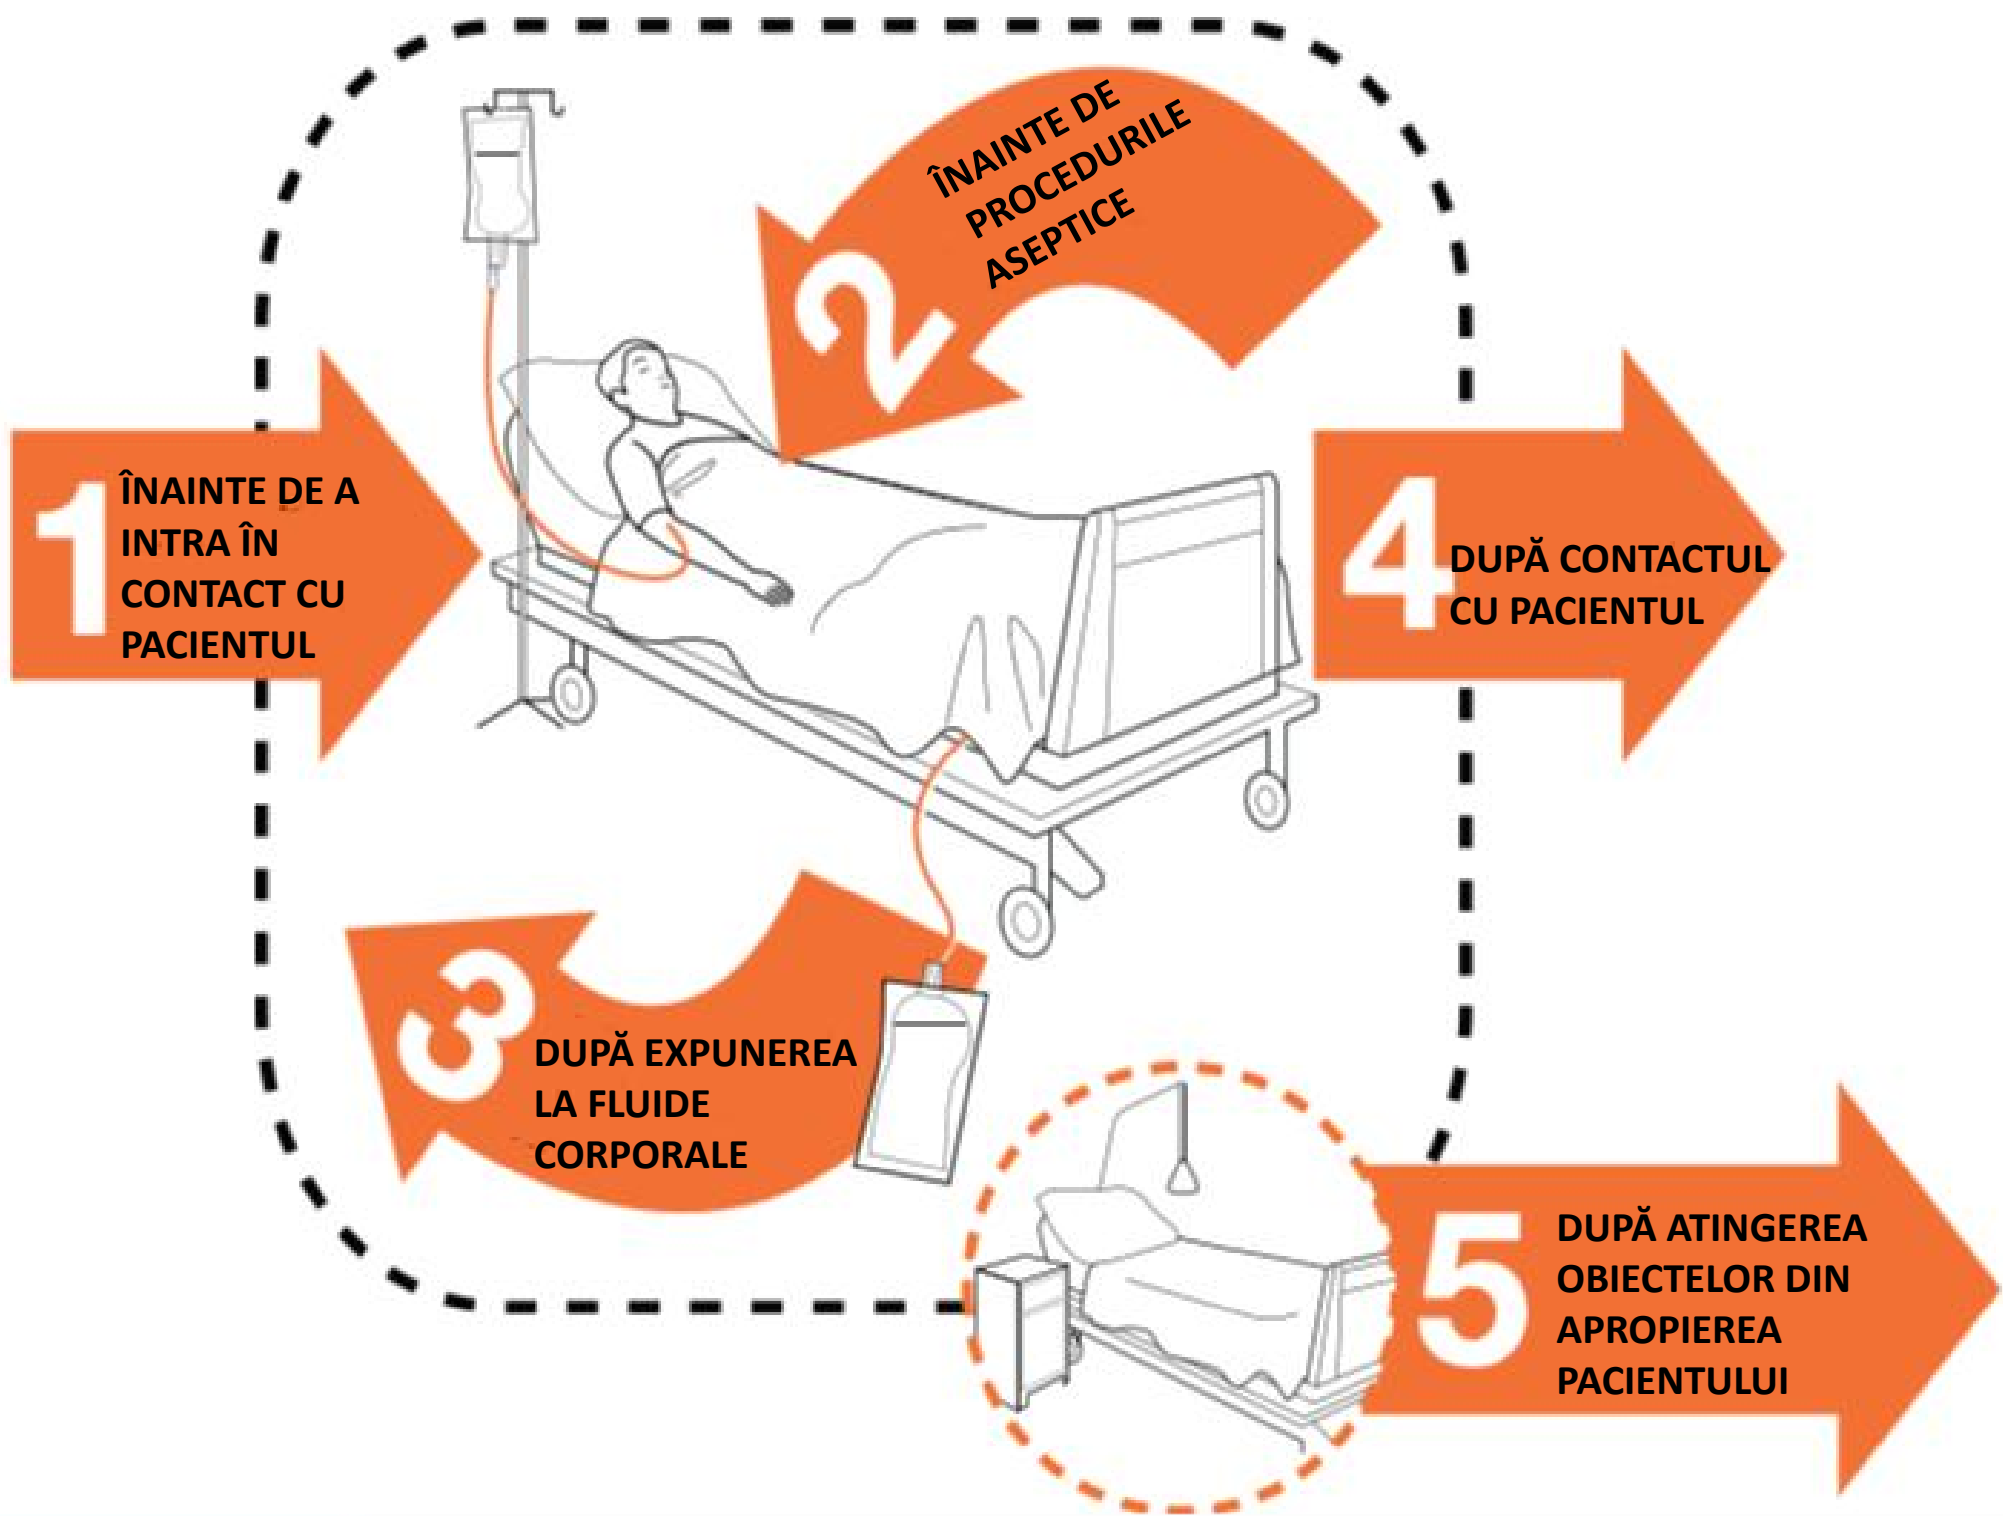 1
ÎNAINTE DE A
INTRA ÎN
CONTACT CU
PACIENTUL
2
ÎNAINTE DE
PROCEDURILE
ASEPTICE
3
DUPĂ EXPUNEREA
LA FLUIDE
CORPORALE
4
DUPĂ CONTACTUL
CU PACIENTUL
5
DUPĂ ATINGEREA
OBIECTELOR DIN
APROPIEREA
PACIENTULUI